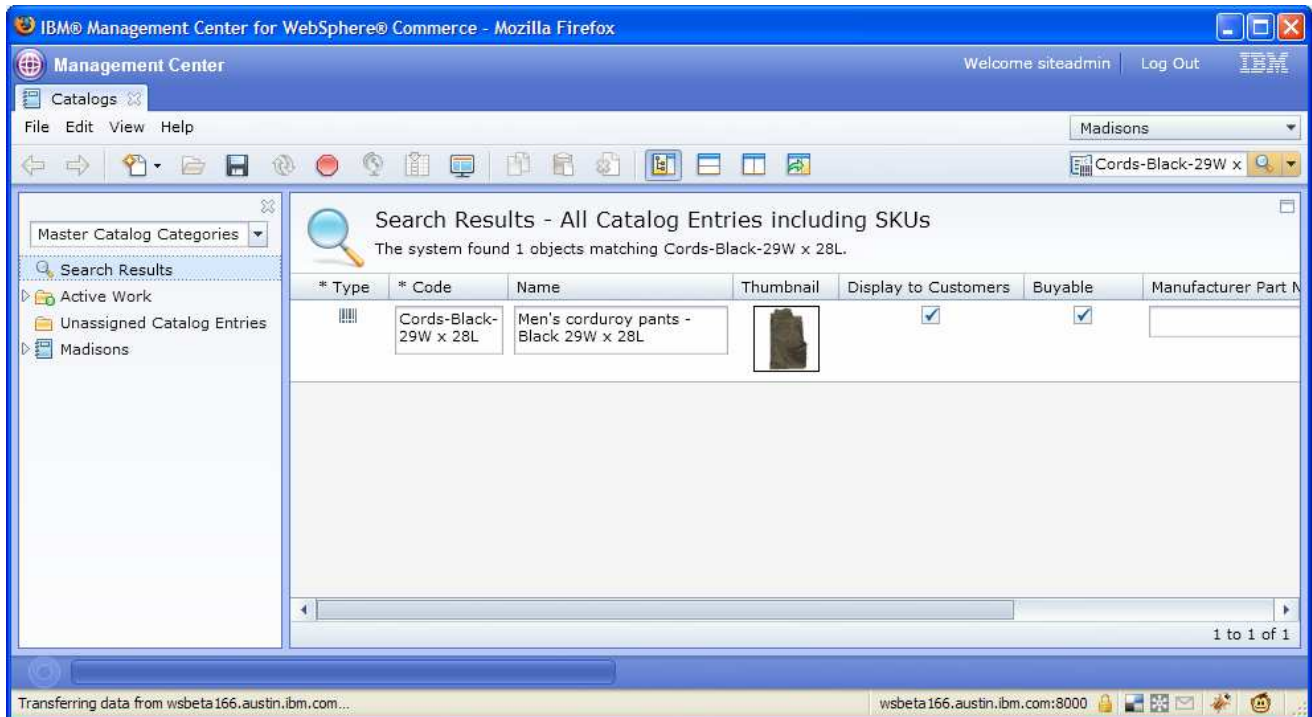 IBM® Management Center for WebSphere® Commerce - Mozilla Firefox
Management Center
Welcome siteadmin Log Out IBM
Catalogs
File Edit View Help
Madisons
Cords-Black-29W x
Master Catalog Categories
Search Results
Active Work
Unassigned Catalog Entries
Madisons
Search Results - All Catalog Entries including SKUs
The system found 1 objects matching Cords-Black-29W x 28L.
* Type * Code Name Thumbnail Display to Customers Buyable Manufacturer Part N
Cords-Black- Men's corduroy pants -
29W x 28L Black 29W x 28L
1 to 1 of 1
Transferring data from wsbeta166.austin.ibm.com... wsbeta166.austin.ibm.com:8000